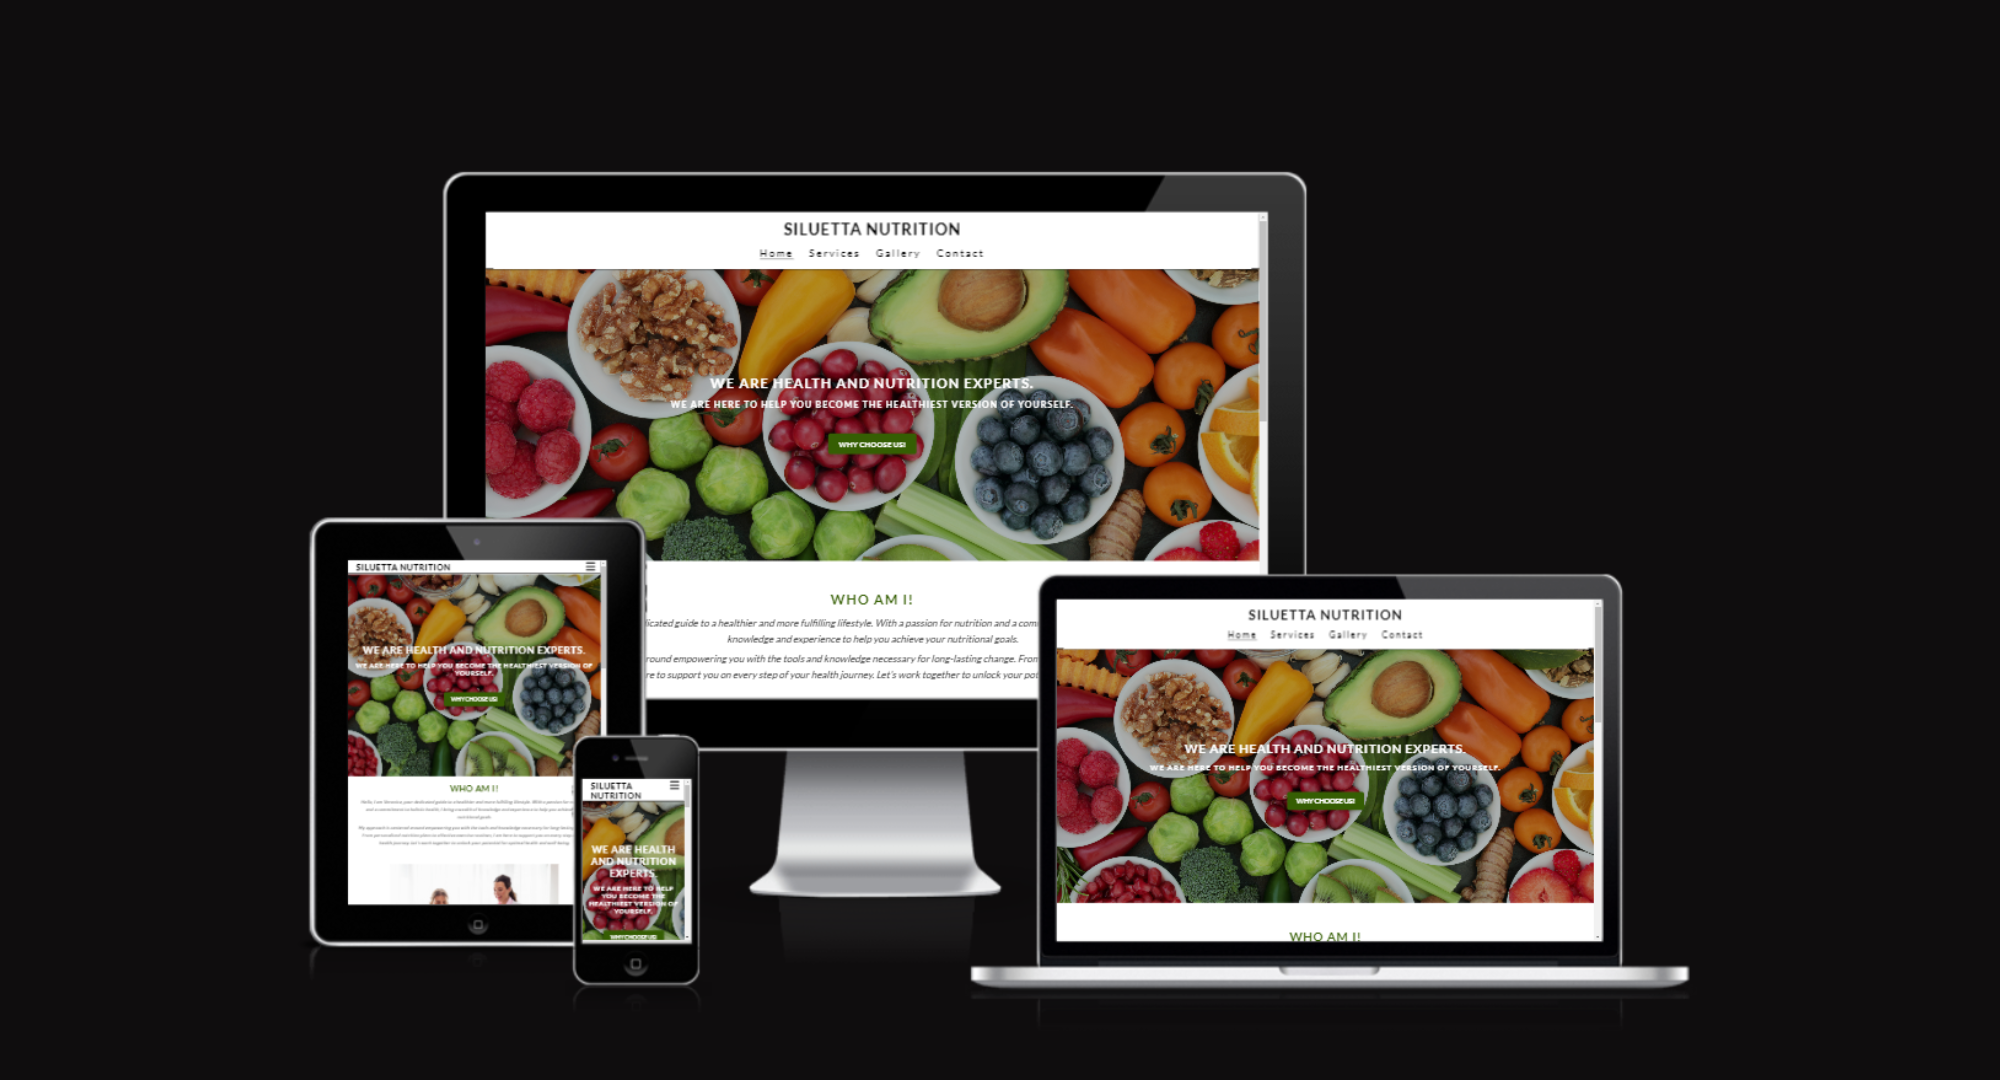 SILUETTA NUTRITION
Home Services Gallery Contact
WE ARE HEALTH AND NUTRITION EXPERTS.
WE ARE HERE TO HELP YOU BECOME THE HEALTHIEST VERSION OF YOURSELF.
WHY CHOOSE US!
WHO AM I!
licated guide to a healthier and more fulfilling lifestyle. With a passion for nutrition and a com
knowledge and experience to help you achieve your nutritional goals.
round empowering you with the tools and knowledge necessary for long-lasting change. From
re to support you on every step of your health journey. Let's work together to unlock your po
SILUETTA NUTRITION
WE ARE HEALTH AND NUTRITION EXPERTS.
WE ARE HERE TO HELP YOU BECOME THE HEALTHIEST VERSION OF
YOURSELF.
WHY CHOOSE US!
WHO AM I!
SILUETTA
NUTRITION
WE ARE HEALTH
AND NUTRITION
EXPERTS.
WE ARE HERE TO HELP
YOU BECOME THE
HEALTHIEST VERSION OF
YOURSELF.
WHY CHOOSE US!
SILUETTA NUTRITION
Home Services Gallery Contact
WE ARE HEALTH AND NUTRITION EXPERTS.
WE ARE HERE TO HELP YOU BECOME THE HEALTHIEST VERSION OF YOURSELF.
WHY CHOOSE US!
WHO AM I!